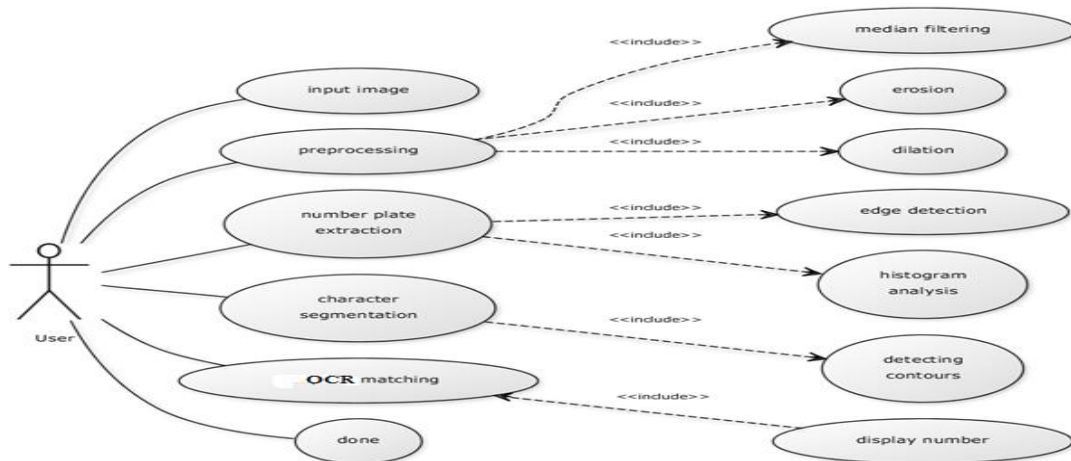 median filtering
<<include>>
input image
erosion
<<include>>
preprocessing
<<include>>
dilation
number plate
extraction
<<include>>
edge detection
<<include>>
histogram
analysis
character
segmentation
<<include>>
User
detecting
contours
OCR matching
<<include>>
done
display number